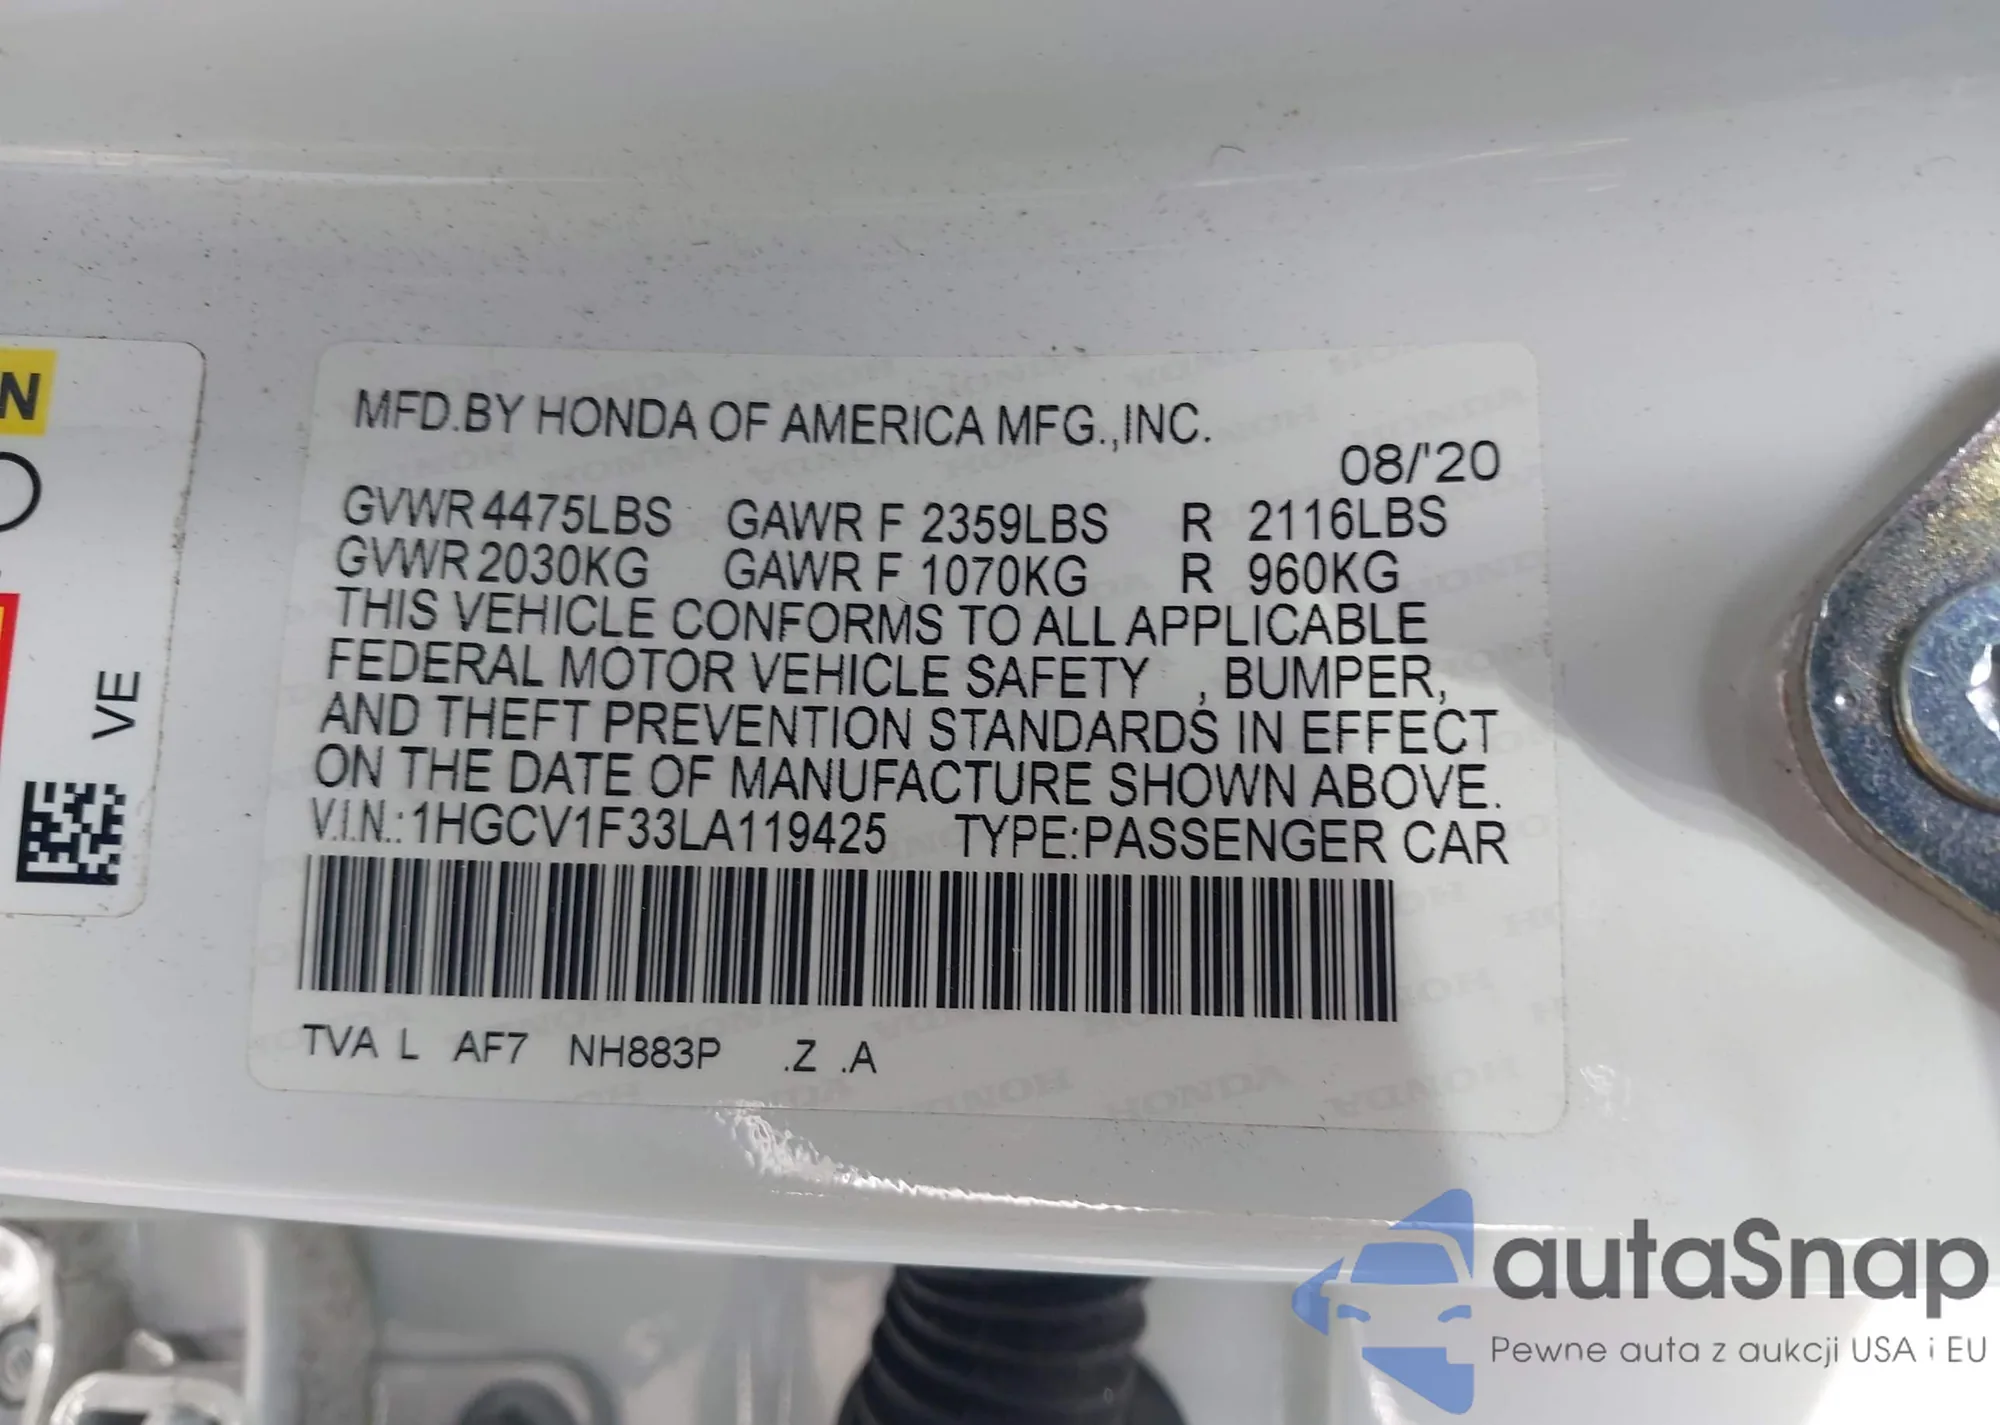 N
VE
MFD.BY HONDA OF AMERICA MFG.,INC.
08/'20
GVWR 4475LBS GAWR F 2359LBS R 2116LBS
GVWR 2030KG GAWR F 1070KG R 960KG
THIS VEHICLE CONFORMS TO ALL APPLICABLE
FEDERAL MOTOR VEHICLE SAFETY , BUMPER,
AND THEFT PREVENTION STANDARDS IN EFFECT
ON THE DATE OF MANUFACTURE SHOWN ABOVE.
V.I.N.: 1HGCV1F33LA119425 TYPE:PASSENGER CAR
TVA L AF7 NH883P .Z .A
autaSnap
Pewne auta z aukcji USA i EU